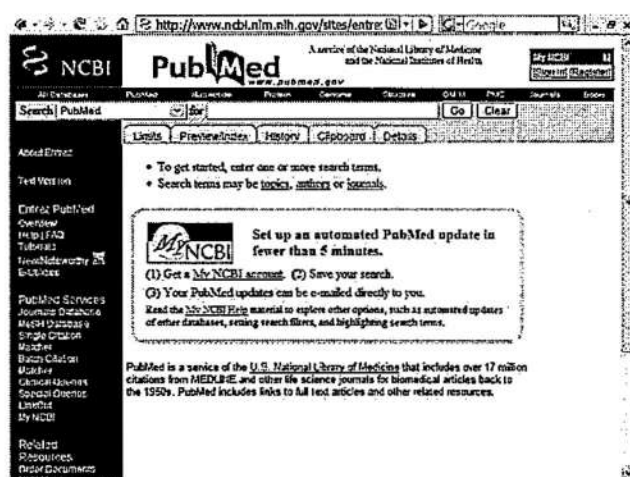 http://www.ncbi.nlm.nih.gov/sites/entrez
Google
NCBI
PubMed
www.pubmed.gov
A service of the National Library of Medicine
and the National Institutes of Health
My NCBI
[Sign In] [Register]
All Databases PubMed Nucleotide Protein Genome Structure OMIM PMC Journals Books
Search PubMed for Go Clear
Limits Preview/Index History Clipboard Details
About Entrez
Text Version
Entrez PubMed
Overview
Help | FAQ
Tutorials
New/Noteworthy
E-Utilities
PubMed Services
Journals Database
MeSH Database
Single Citation
Matcher
Batch Citation
Matcher
Clinical Queries
Special Queries
LinkOut
My NCBI
Related
Resources
Order Documents
• To get started, enter one or more search terms.
• Search terms may be topics, authors or journals.
My NCBI
Set up an automated PubMed update in
fewer than 5 minutes.
(1) Get a My NCBI account. (2) Save your search.
(3) Your PubMed updates can be e-mailed directly to you.
Read the My NCBI Help material to explore other options, such as automated updates
of other databases, setting search filters, and highlighting search terms.
PubMed is a service of the U.S. National Library of Medicine that includes over 17 million
citations from MEDLINE and other life science journals for biomedical articles back to
the 1950s. PubMed includes links to full text articles and other related resources.